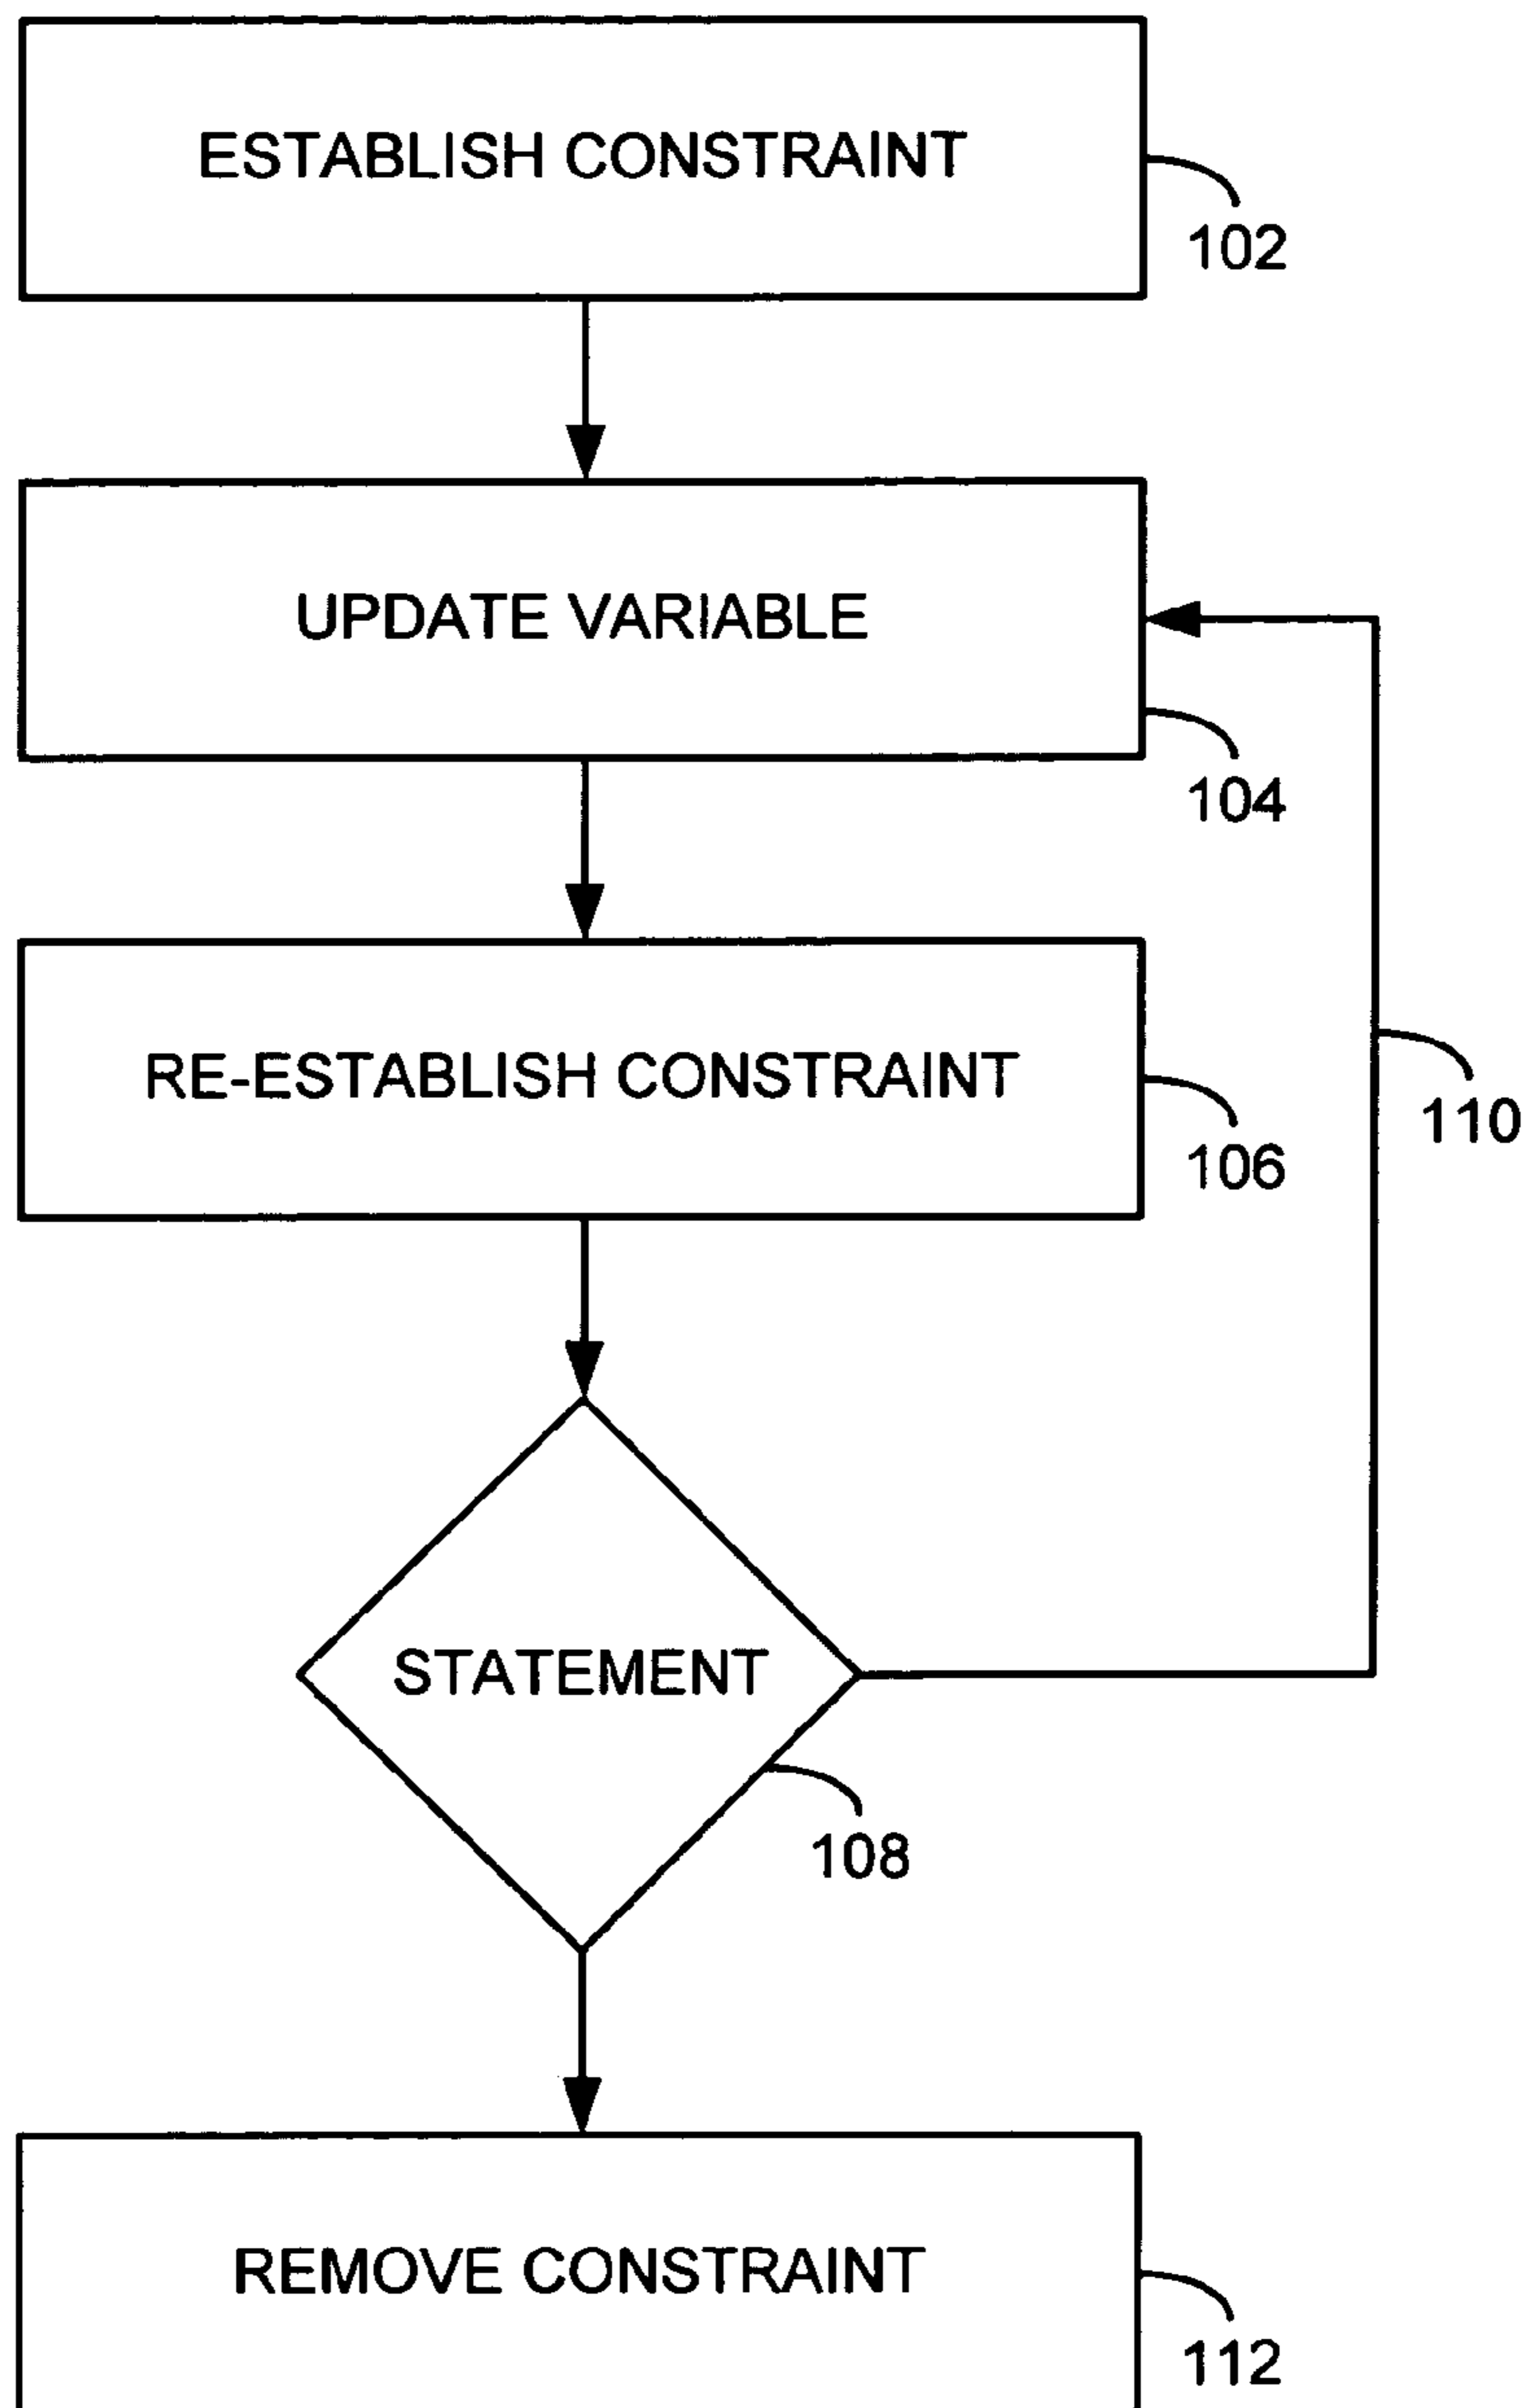 ESTABLISH CONSTRAINT
102
UPDATE VARIABLE
104
RE-ESTABLISH CONSTRAINT
106
110
STATEMENT
108
REMOVE CONSTRAINT
112